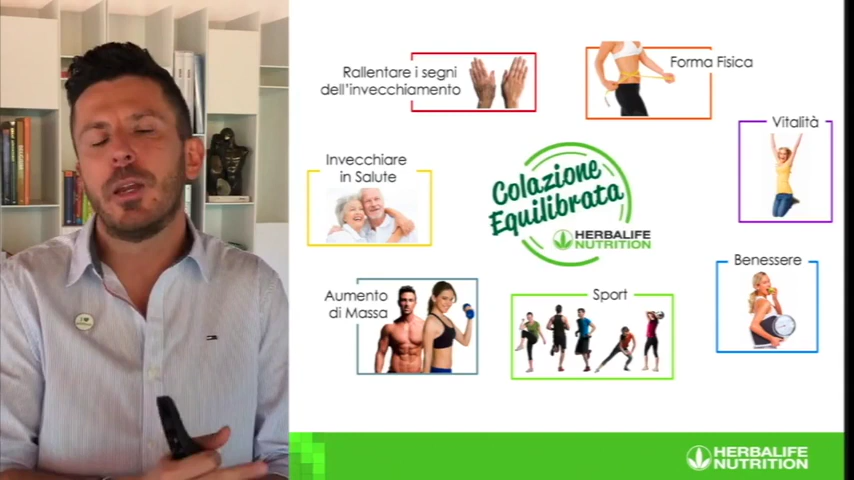 Rallentare i segni
dell'invecchiamento
Forma Fisica
Vitalità
Invecchiare
in Salute
Colazione
Equilibrata
HERBALIFE
NUTRITION
Benessere
Aumento
di Massa
Sport
HERBALIFE
NUTRITION